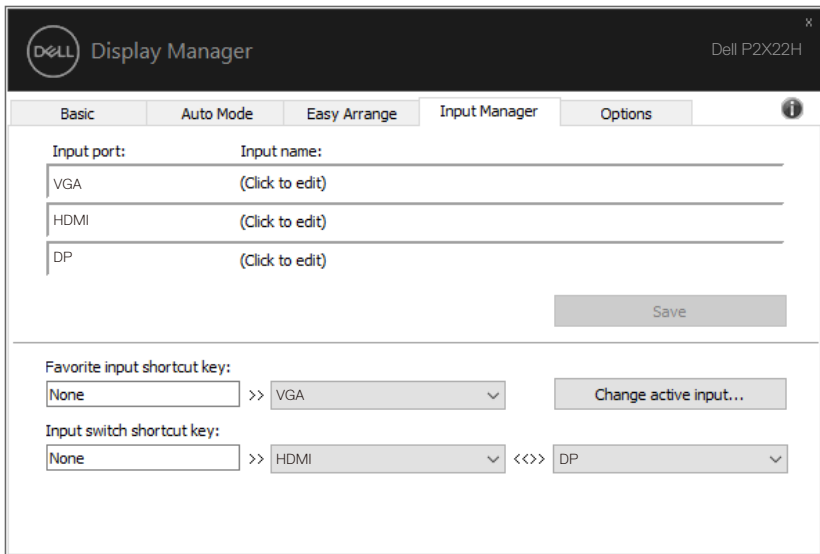 x
DELL Display Manager Dell P2X22H
Basic Auto Mode Easy Arrange Input Manager Options i
Input port: Input name:
VGA (Click to edit)
HDMI (Click to edit)
DP (Click to edit)
Save
Favorite input shortcut key:
None >> VGA Change active input...
Input switch shortcut key:
None >> HDMI <<>> DP